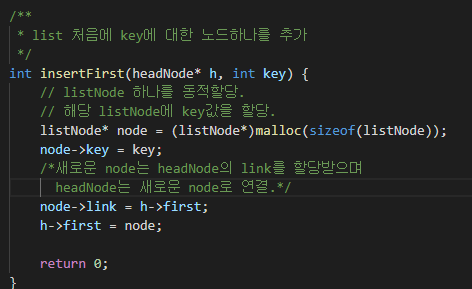 /**
 * list 처음에 key에 대한 노드하나를 추가
 */
int insertFirst(headNode* h, int key) {
    // listNode 하나를 동적할당.
    // 해당 listNode에 key값을 할당.
    listNode* node = (listNode*)malloc(sizeof(listNode));
    node->key = key;
    /*새로운 node는 headNode의 link를 할당받으며
      headNode는 새로운 node로 연결.*/
    node->link = h->first;
    h->first = node;

    return 0;
}